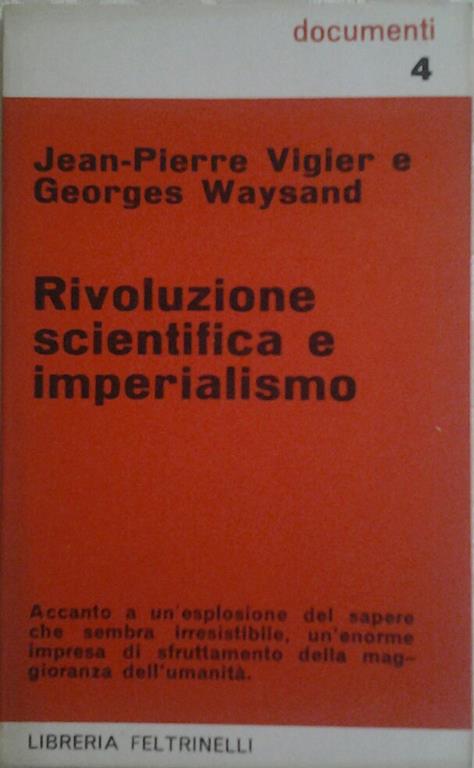 documenti
4
Jean-Pierre Vigier e
Georges Waysand
Rivoluzione
scientifica e
imperialismo
Accanto a un'esplosione del sapere
che sembra irresistibile, un'enorme
impresa di sfruttamento della mag-
gioranza dell'umanità.
LIBRERIA FELTRINELLI